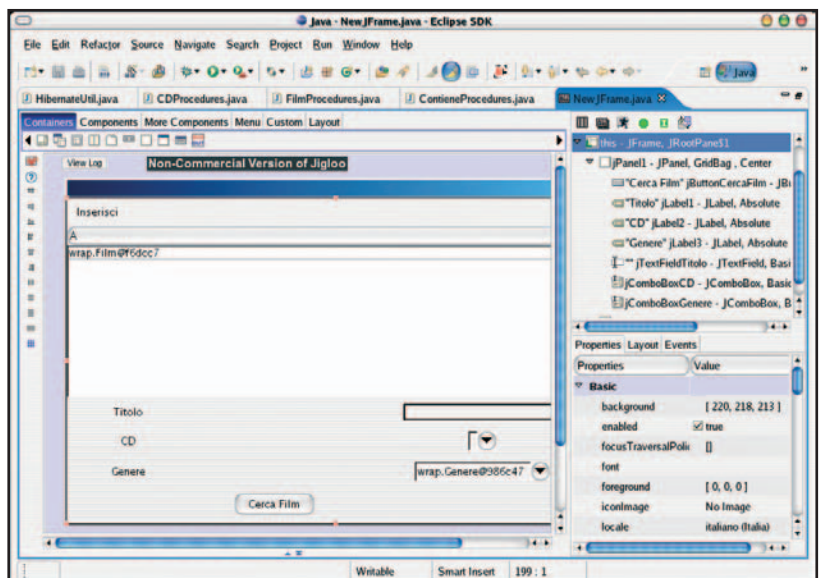 Java - NewJFrame.java - Eclipse SDK
File Edit Refactor Source Navigate Search Project Run Window Help
Java
HibernateUtil.java CDProcedures.java FilmProcedures.java ContieneProcedures.java NewJFrame.java
Containers Components More Components Menu Custom Layout
View Log Non-Commercial Version of Jigloo
Inserisci
A
wrap.Film@f6dcc7
Titolo
CD
Genere wrap.Genere@986c47
Cerca Film
this - JFrame, JRootPane$1
jPanel1 - JPanel, GridBag , Center
"Cerca Film" jButtonCercaFilm - JBu
"Titolo" jLabel1 - JLabel, Absolute
"CD" jLabel2 - JLabel, Absolute
"Genere" jLabel3 - JLabel, Absolute
"" jTextFieldTitolo - JTextField, Basi
jComboBoxCD - JComboBox, Basic
jComboBoxGenere - JComboBox, B
Properties Layout Events
Properties Value
Basic
background [ 220, 218, 213 ]
enabled true
focusTraversalPolic []
font
foreground [ 0, 0, 0 ]
iconImage No Image
locale italiano (Italia)
Writable Smart Insert 199 : 1